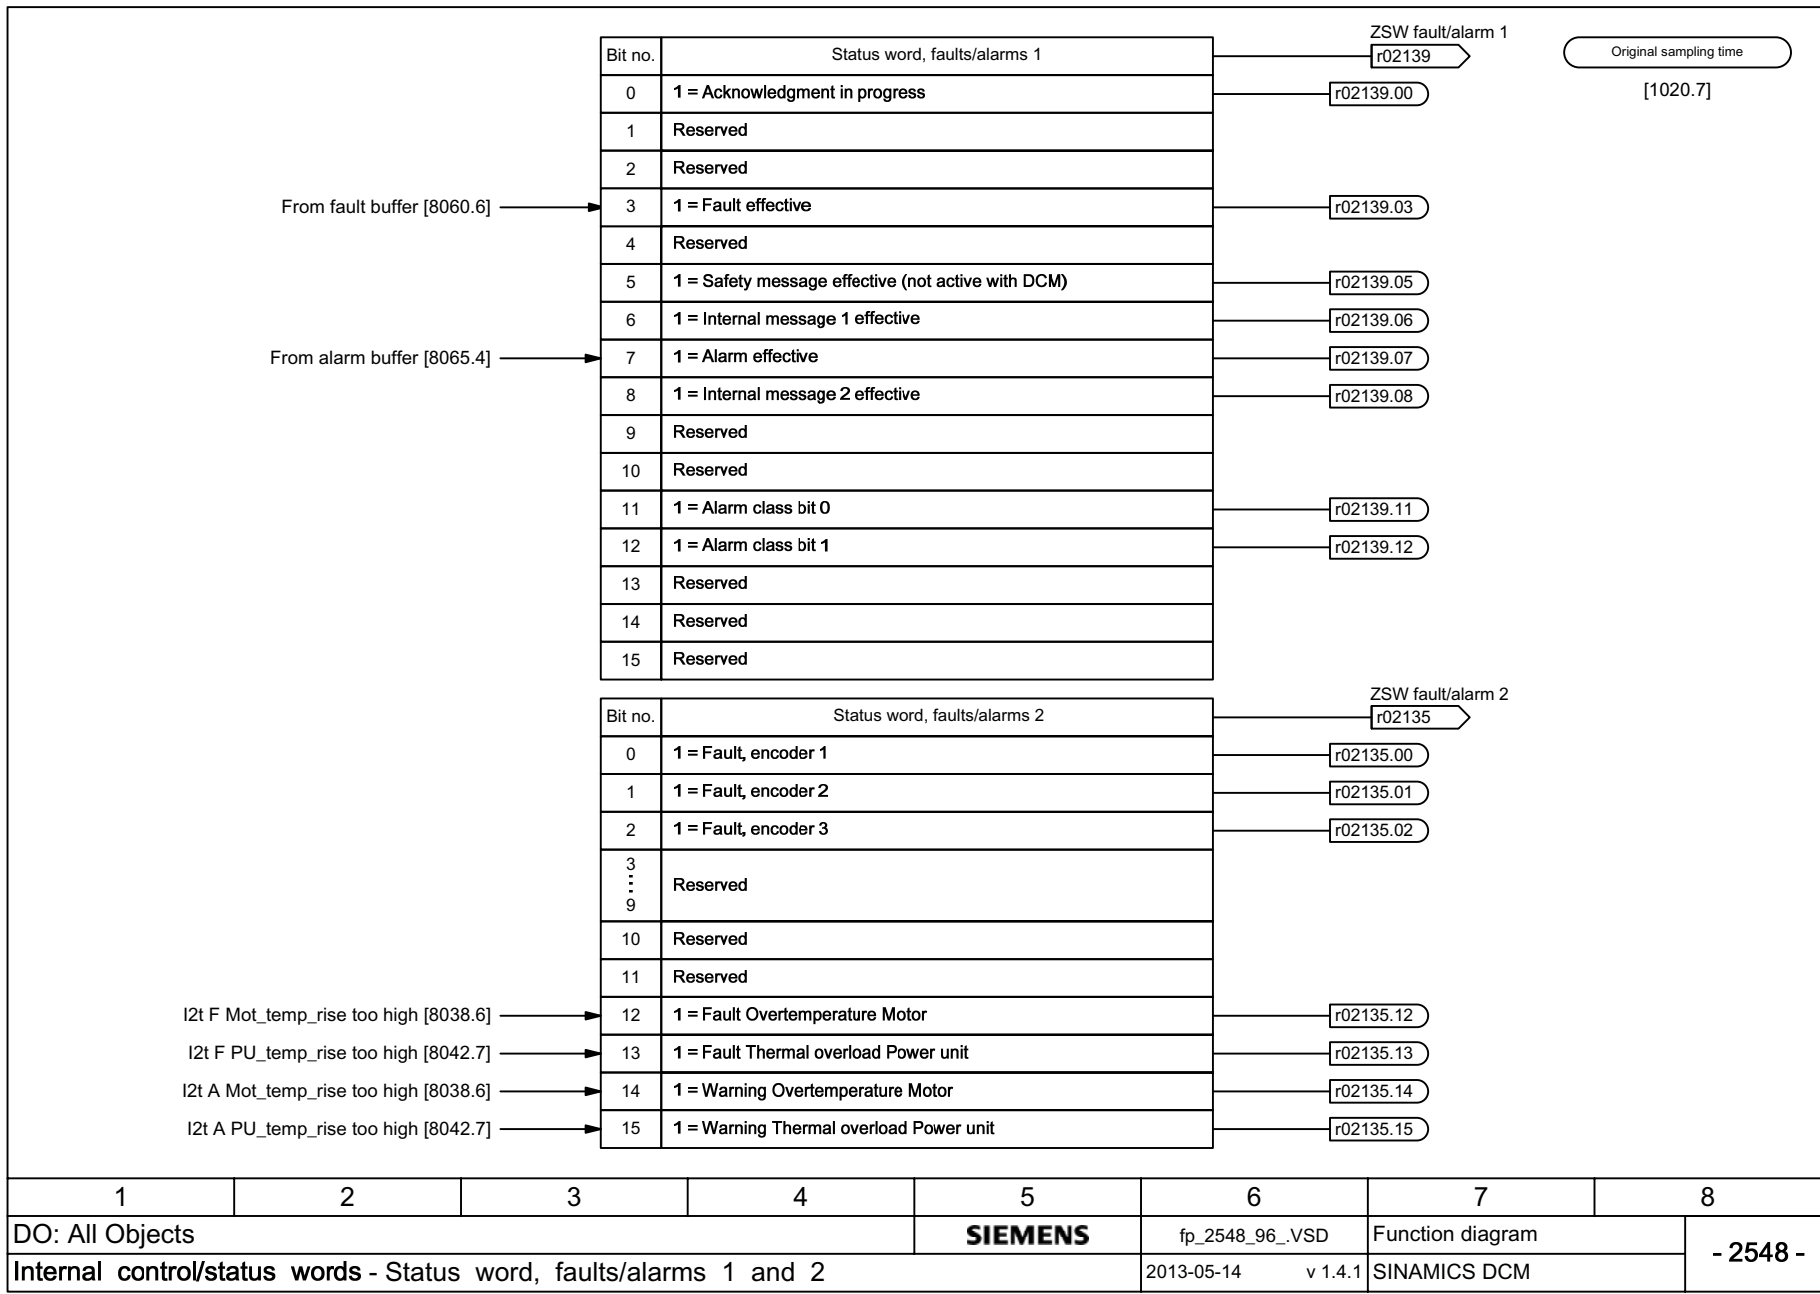 ZSW fault/alarm 1
Bit no. Status word, faults/alarms 1 r02139 Original sampling time
0 1 = Acknowledgment in progress r02139.00 [1020.7]
1 Reserved
2 Reserved
From fault buffer [8060.6] 3 1 = Fault effective r02139.03
4 Reserved
5 1 = Safety message effective (not active with DCM) r02139.05
6 1 = Internal message 1 effective r02139.06
From alarm buffer [8065.4] 7 1 = Alarm effective r02139.07
8 1 = Internal message 2 effective r02139.08
9 Reserved
10 Reserved
11 1 = Alarm class bit 0 r02139.11
12 1 = Alarm class bit 1 r02139.12
13 Reserved
14 Reserved
15 Reserved
ZSW fault/alarm 2
Bit no. Status word, faults/alarms 2 r02135
0 1 = Fault, encoder 1 r02135.00
1 1 = Fault, encoder 2 r02135.01
2 1 = Fault, encoder 3 r02135.02
3
Reserved
9
10 Reserved
11 Reserved
I2t F Mot_temp_rise too high [8038.6] 12 1 = Fault Overtemperature Motor r02135.12
I2t F PU_temp_rise too high [8042.7] 13 1 = Fault Thermal overload Power unit r02135.13
I2t A Mot_temp_rise too high [8038.6] 14 1 = Warning Overtemperature Motor r02135.14
I2t A PU_temp_rise too high [8042.7] 15 1 = Warning Thermal overload Power unit r02135.15
1 2 3 4 5 6 7 8
DO: All Objects SIEMENS fp_2548_96_.VSD Function diagram - 2548 -
Internal control/status words - Status word, faults/alarms 1 and 2 2013-05-14 v 1.4.1 SINAMICS DCM